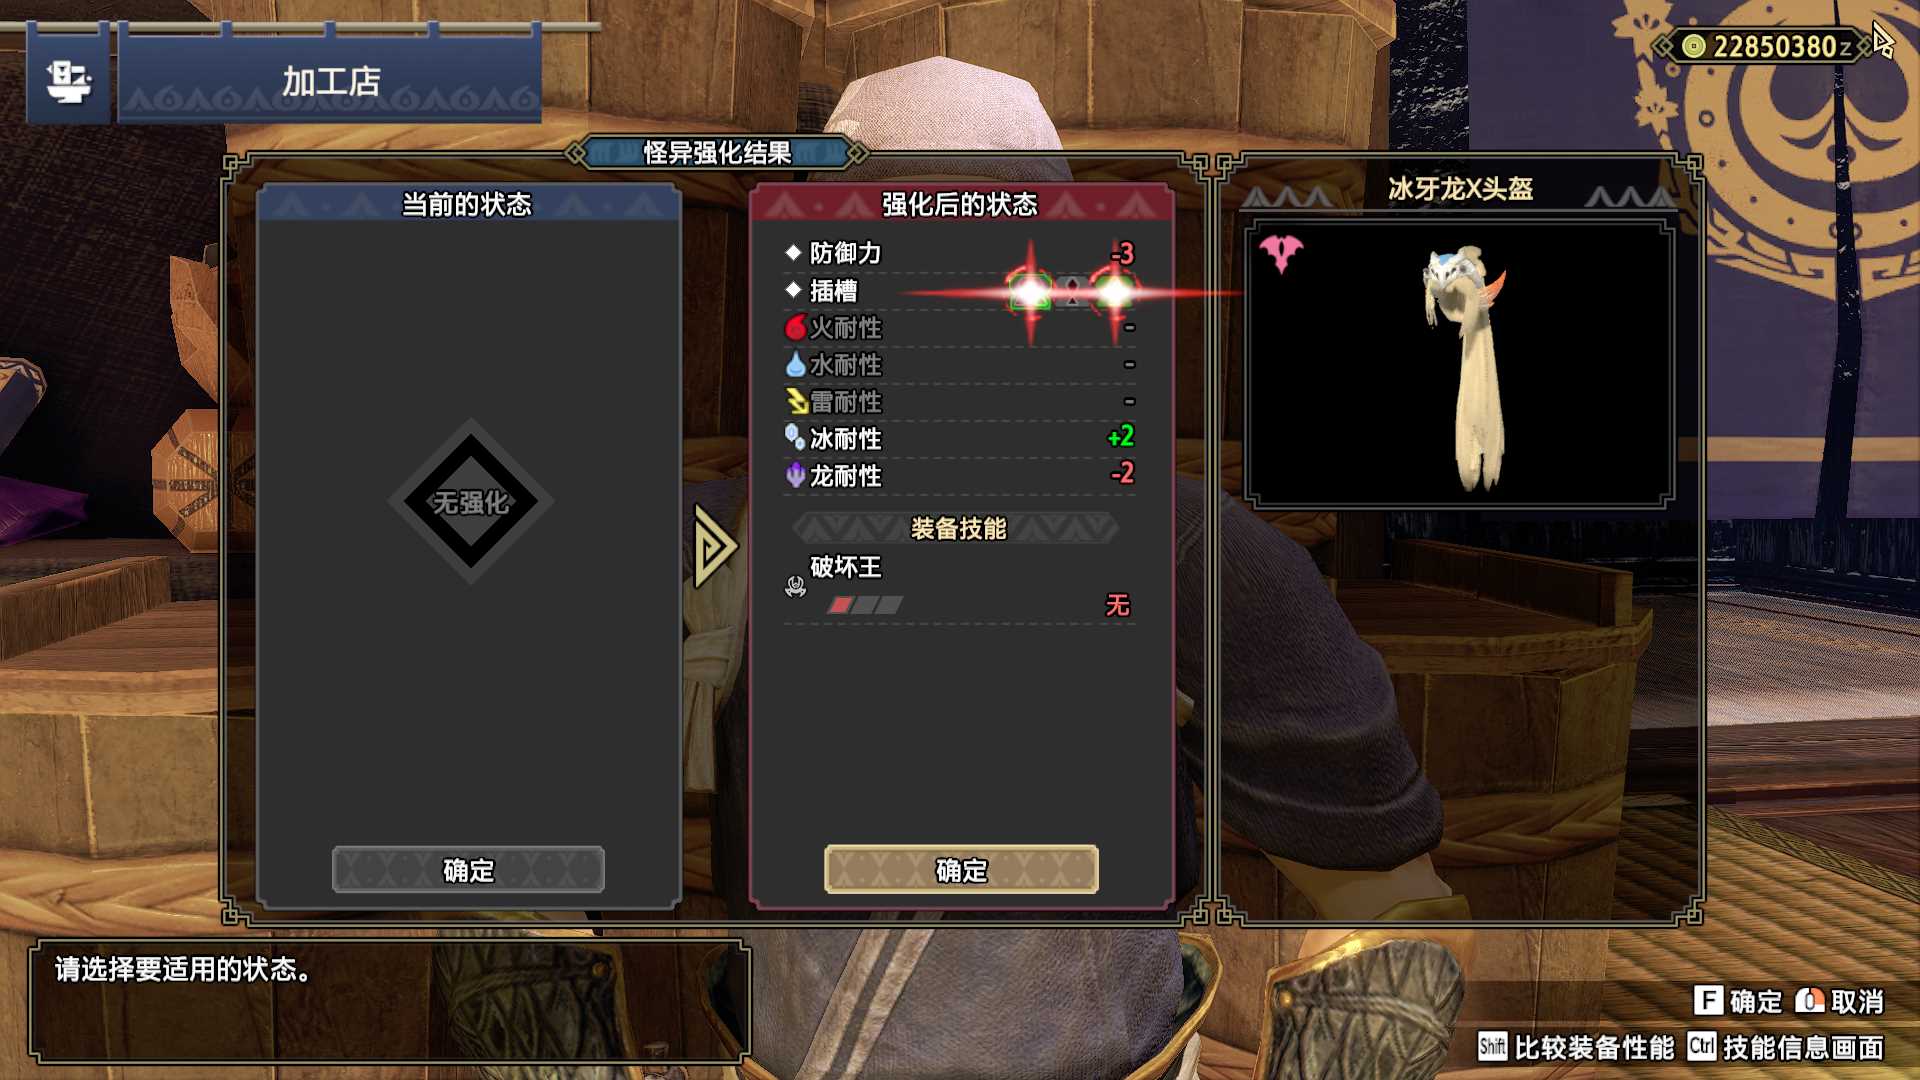 加工店
22850380z
怪异强化结果
当前的状态
无强化
确定
强化后的状态
防御力 -3
插槽
火耐性 -
水耐性 -
雷耐性 -
冰耐性 +2
龙耐性 -2
装备技能
破坏王
无
确定
冰牙龙X头盔
请选择要适用的状态。
F 确定 取消
Shift 比较装备性能 Ctrl 技能信息画面